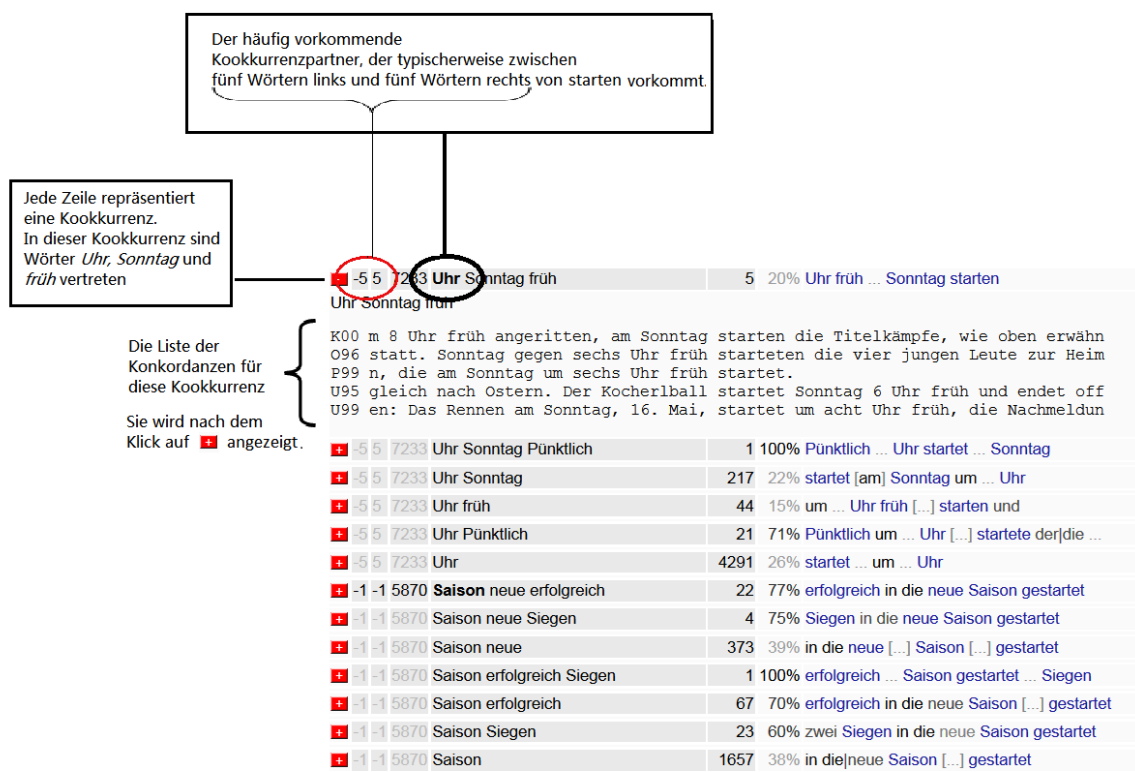 Der häufig vorkommende
Kookkurrenzpartner, der typischerweise zwischen
fünf Wörtern links und fünf Wörtern rechts von starten vorkommt.
Jede Zeile repräsentiert
eine Kookkurrenz.
In dieser Kookkurrenz sind
Wörter Uhr, Sonntag und
früh vertreten
+ -5 5 7233 Uhr Sonntag früh 5 20% Uhr früh ... Sonntag starten
Uhr Sonntag früh
Die Liste der
Konkordanzen für
diese Kookkurrenz
Sie wird nach dem
Klick auf + angezeigt.
K00 m 8 Uhr früh angeritten, am Sonntag starten die Titelkämpfe, wie oben erwähn
O96 statt. Sonntag gegen sechs Uhr früh starteten die vier jungen Leute zur Heim
P99 n, die am Sonntag um sechs Uhr früh startet.
U95 gleich nach Ostern. Der Kocherlball startet Sonntag 6 Uhr früh und endet off
U99 en: Das Rennen am Sonntag, 16. Mai, startet um acht Uhr früh, die Nachmeldun
+ -5 5 7233 Uhr Sonntag Pünktlich 1 100% Pünktlich ... Uhr startet ... Sonntag
+ -5 5 7233 Uhr Sonntag 217 22% startet [am] Sonntag um ... Uhr
+ -5 5 7233 Uhr früh 44 15% um ... Uhr früh [...] starten und
+ -5 5 7233 Uhr Pünktlich 21 71% Pünktlich um ... Uhr [...] startete der|die ...
+ -5 5 7233 Uhr 4291 26% startet ... um ... Uhr
+ -1 -1 5870 Saison neue erfolgreich 22 77% erfolgreich in die neue Saison gestartet
+ -1 -1 5870 Saison neue Siegen 4 75% Siegen in die neue Saison gestartet
+ -1 -1 5870 Saison neue 373 39% in die neue [...] Saison [...] gestartet
+ -1 -1 5870 Saison erfolgreich Siegen 1 100% erfolgreich ... Saison gestartet ... Siegen
+ -1 -1 5870 Saison erfolgreich 67 70% erfolgreich in die neue Saison [...] gestartet
+ -1 -1 5870 Saison Siegen 23 60% zwei Siegen in die neue Saison gestartet
+ -1 -1 5870 Saison 1657 38% in die|neue Saison [...] gestartet